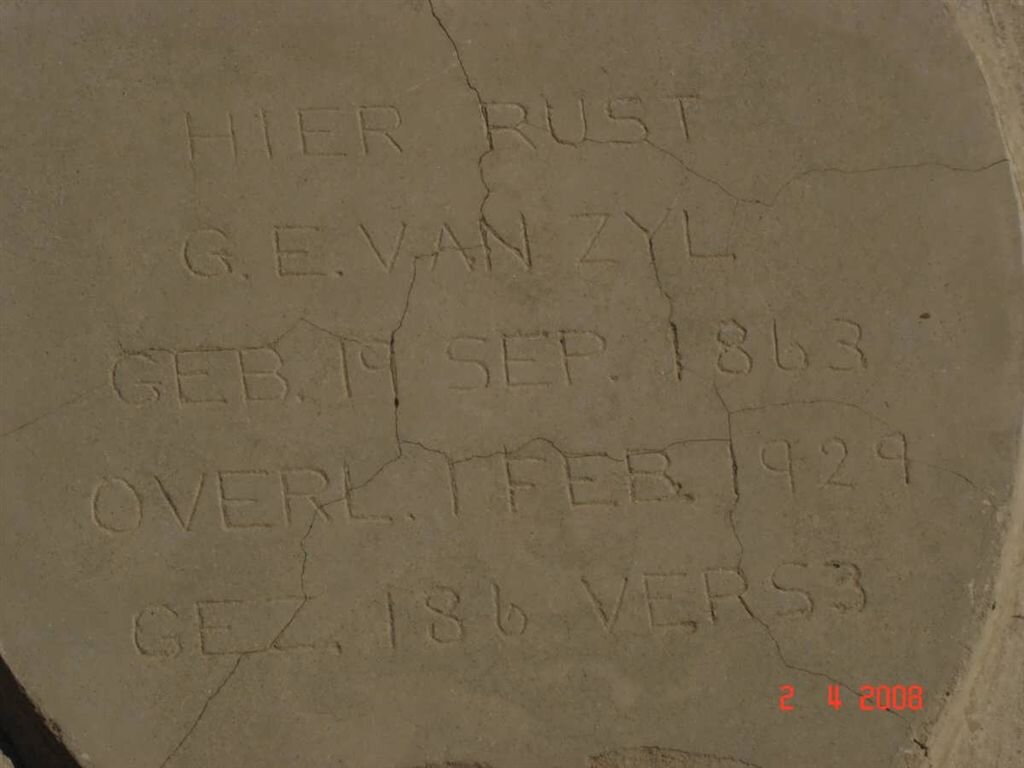 HIER RUST
G. E. VAN ZYL
GEB. 19 SEP. 1863
OVERL. 1 FEB. 1929
GEZ. 186 VERS 3
2 4 2008